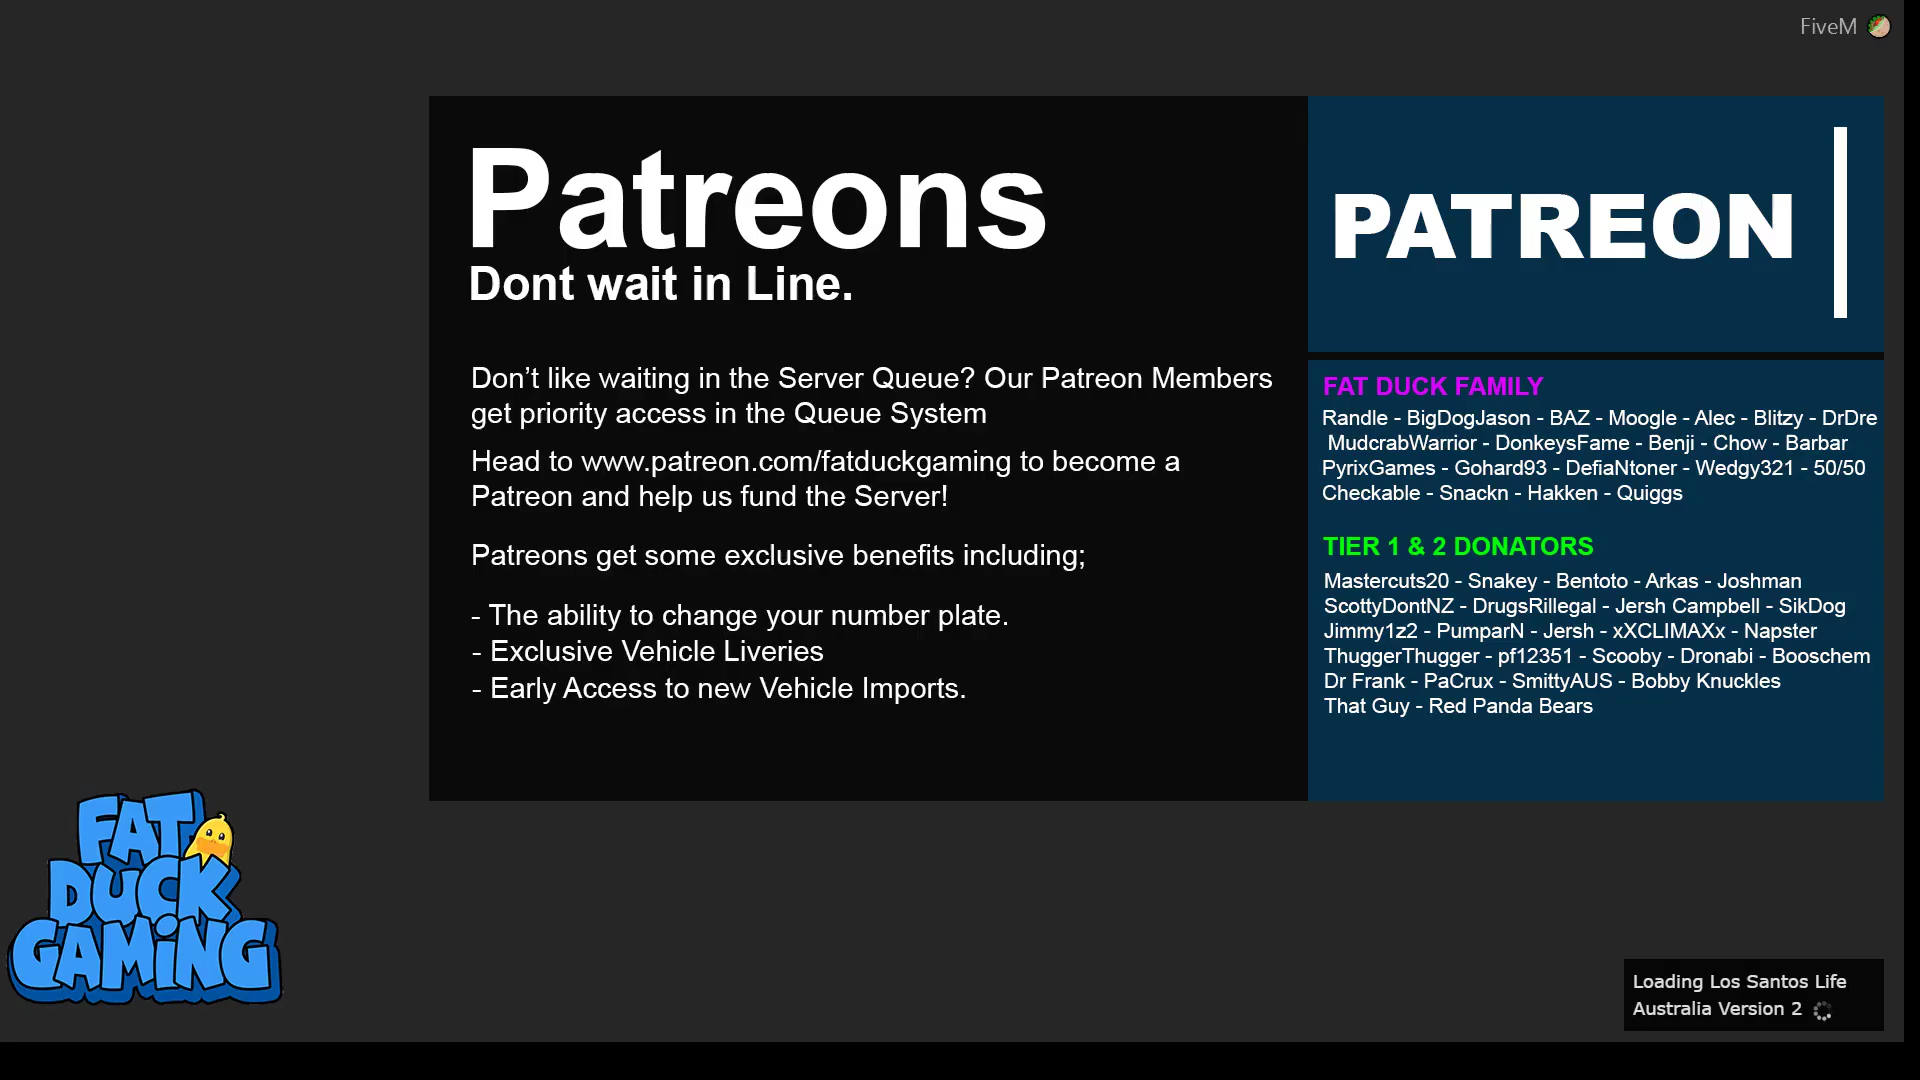 FiveM
Patreons
Dont wait in Line.
Don’t like waiting in the Server Queue? Our Patreon Members
get priority access in the Queue System
Head to www.patreon.com/fatduckgaming to become a
Patreon and help us fund the Server!
Patreons get some exclusive benefits including;
- The ability to change your number plate.
- Exclusive Vehicle Liveries
- Early Access to new Vehicle Imports.
PATREON
FAT DUCK FAMILY
Randle - BigDogJason - BAZ - Moogle - Alec - Blitzy - DrDre
MudcrabWarrior - DonkeysFame - Benji - Chow - Barbar
PyrixGames - Gohard93 - DefiaNtoner - Wedgy321 - 50/50
Checkable - Snackn - Hakken - Quiggs
TIER 1 & 2 DONATORS
Mastercuts20 - Snakey - Bentoto - Arkas - Joshman
ScottyDontNZ - DrugsRillegal - Jersh Campbell - SikDog
Jimmy1z2 - PumparN - Jersh - xXCLIMAXx - Napster
ThuggerThugger - pf12351 - Scooby - Dronabi - Booschem
Dr Frank - PaCrux - SmittyAUS - Bobby Knuckles
That Guy - Red Panda Bears
FAT
DUCK
GAMiNG
Loading Los Santos Life
Australia Version 2